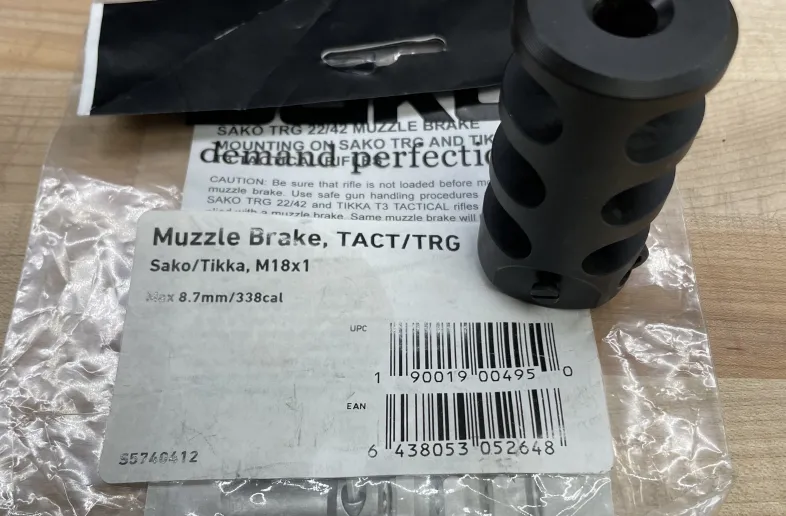 SAKO
SAKO TRG 22/42 MUZZLE BRAKE
MOUNTING ON SAKO TRG AND TIK
demand perfectio
CAUTION: Be sure that rifle is not loaded before m
muzzle brake. Use safe gun handling procedures
SAKO TRG 22/42 and TIKKA T3 TACTICAL rifles
with a muzzle brake. Same muzzle brake will
Muzzle Brake, TACT/TRG
Sako/Tikka, M18x1
Max 8.7mm/338cal
UPC
1 90019 00495 0
EAN
6 438053 052648
S5740412